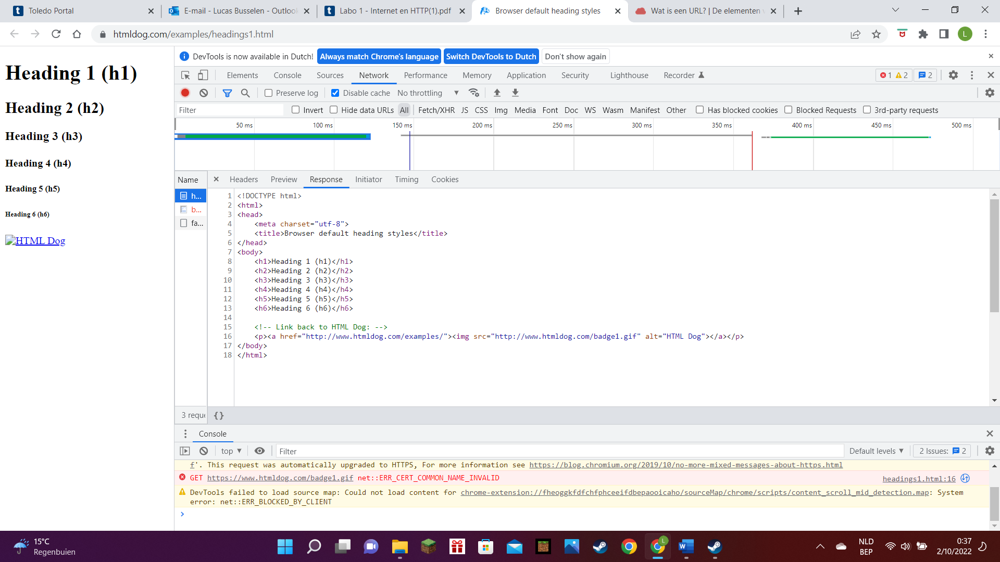 Toledo Portal
E-mail - Lucas Busselen - Outlook
Labo 1 - Internet en HTTP(1).pdf
Browser default heading styles
Wat is een URL? | De elementen
htmldog.com/examples/headings1.html
L
Heading 1 (h1)
Heading 2 (h2)
Heading 3 (h3)
Heading 4 (h4)
Heading 5 (h5)
Heading 6 (h6)
HTML Dog
DevTools is now available in Dutch! Always match Chrome's language Switch DevTools to Dutch Don't show again
Elements Console Sources Network Performance Memory Application Security Lighthouse Recorder 1 2 2
Preserve log Disable cache No throttling
Filter Invert Hide data URLs All Fetch/XHR JS CSS Img Media Font Doc WS Wasm Manifest Other Has blocked cookies Blocked Requests 3rd-party requests
50 ms 100 ms 150 ms 200 ms 250 ms 300 ms 350 ms 400 ms 450 ms 500 ms
Name Headers Preview Response Initiator Timing Cookies
h...
b...
fa...
1 <!DOCTYPE html>
2 <html>
3 <head>
4 <meta charset="utf-8">
5 <title>Browser default heading styles</title>
6 </head>
7 <body>
8 <h1>Heading 1 (h1)</h1>
9 <h2>Heading 2 (h2)</h2>
10 <h3>Heading 3 (h3)</h3>
11 <h4>Heading 4 (h4)</h4>
12 <h5>Heading 5 (h5)</h5>
13 <h6>Heading 6 (h6)</h6>
14
15 <!-- Link back to HTML Dog: -->
16 <p><a href="http://www.htmldog.com/examples/"><img src="http://www.htmldog.com/badge1.gif" alt="HTML Dog"></a></p>
17 </body>
18 </html>
3 reque {}
Console
top Filter Default levels 2 Issues: 2
f'. This request was automatically upgraded to HTTPS, For more information see https://blog.chromium.org/2019/10/no-more-mixed-messages-about-https.html
GET https://www.htmldog.com/badge1.gif net::ERR_CERT_COMMON_NAME_INVALID headings1.html:16
DevTools failed to load source map: Could not load content for chrome-extension://fheoggkfdfchfphceeifdbepaooicaho/sourceMap/chrome/scripts/content_scroll_mid_detection.map: System
error: net::ERR_BLOCKED_BY_CLIENT
15°C
Regenbuien
L
NLD
BEP
0:37
2/10/2022